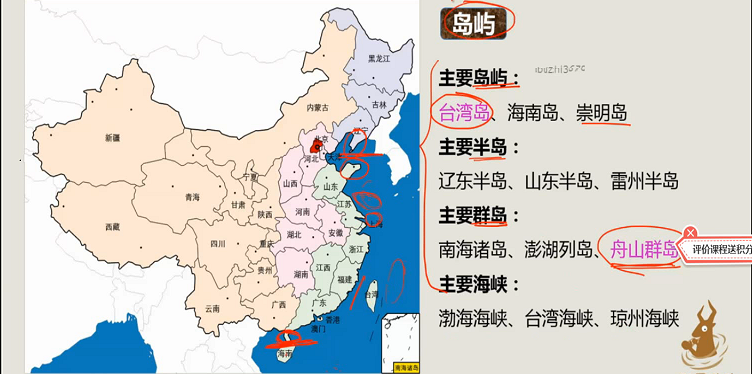 岛屿
主要岛屿：
台湾岛、海南岛、崇明岛
主要半岛：
辽东半岛、山东半岛、雷州半岛
主要群岛：
南海诸岛、澎湖列岛、舟山群岛
评价课程送积分
主要海峡：
渤海海峡、台湾海峡、琼州海峡
黑龙江
吉林
内蒙古
辽宁
新疆
北京
天津
河北
山西
山东
宁夏
青海
甘肃
陕西
河南
江苏
上海
安徽
西藏
四川
重庆
湖北
浙江
贵州
湖南
江西
福建
云南
广西
广东
台湾
香港
澳门
海南
南海诸岛